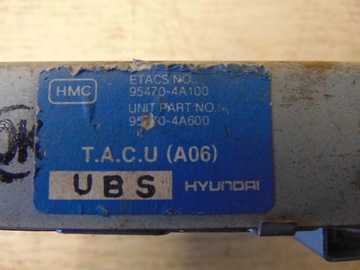 HMC
ETACS NO.
95470-4A100
UNIT PART NO.
T.A.C.U (A06)
UBS HYUNDAI